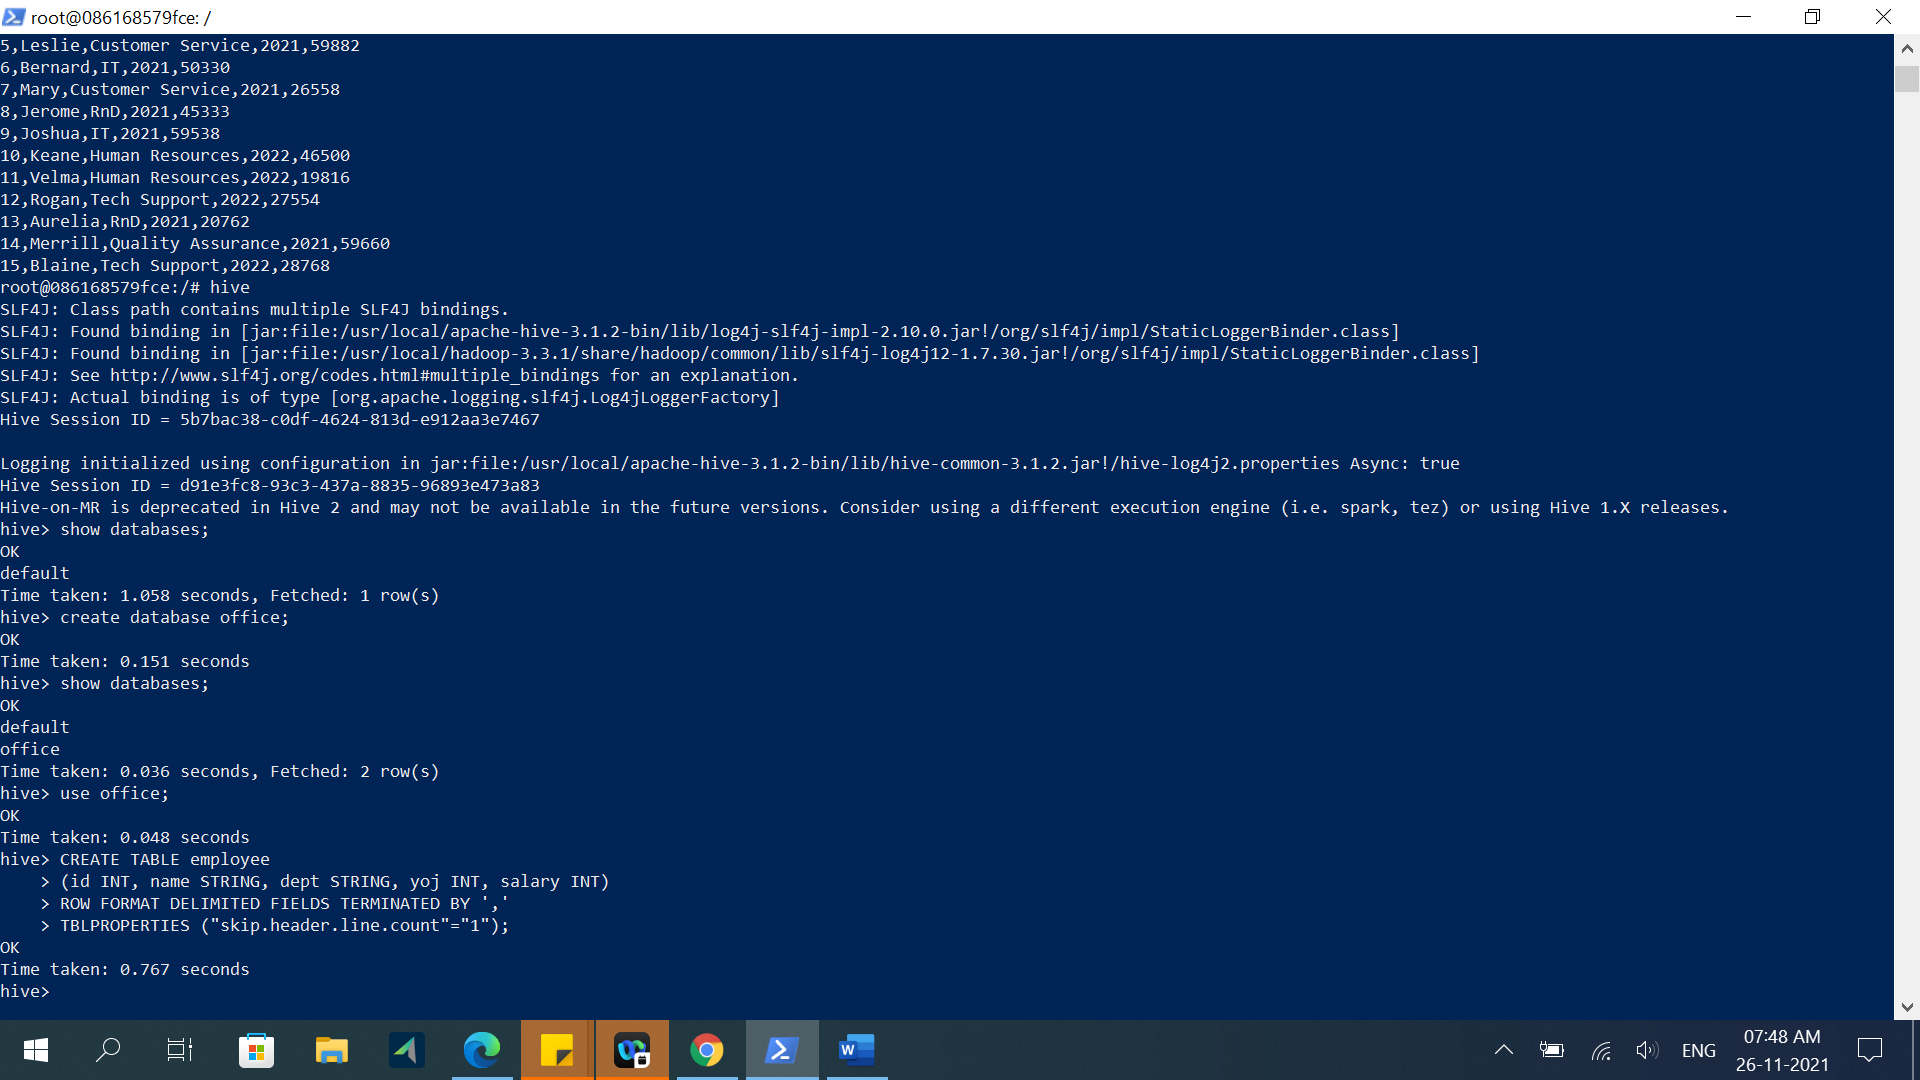 root@086168579fce: /
5,Leslie,Customer Service,2021,59882
6,Bernard,IT,2021,50330
7,Mary,Customer Service,2021,26558
8,Jerome,RnD,2021,45333
9,Joshua,IT,2021,59538
10,Keane,Human Resources,2022,46500
11,Velma,Human Resources,2022,19816
12,Rogan,Tech Support,2022,27554
13,Aurelia,RnD,2021,20762
14,Merrill,Quality Assurance,2021,59660
15,Blaine,Tech Support,2022,28768
root@086168579fce:/# hive
SLF4J: Class path contains multiple SLF4J bindings.
SLF4J: Found binding in [jar:file:/usr/local/apache-hive-3.1.2-bin/lib/log4j-slf4j-impl-2.10.0.jar!/org/slf4j/impl/StaticLoggerBinder.class]
SLF4J: Found binding in [jar:file:/usr/local/hadoop-3.3.1/share/hadoop/common/lib/slf4j-log4j12-1.7.30.jar!/org/slf4j/impl/StaticLoggerBinder.class]
SLF4J: See http://www.slf4j.org/codes.html#multiple_bindings for an explanation.
SLF4J: Actual binding is of type [org.apache.logging.slf4j.Log4jLoggerFactory]
Hive Session ID = 5b7bac38-c0df-4624-813d-e912aa3e7467
Logging initialized using configuration in jar:file:/usr/local/apache-hive-3.1.2-bin/lib/hive-common-3.1.2.jar!/hive-log4j2.properties Async: true
Hive Session ID = d91e3fc8-93c3-437a-8835-96893e473a83
Hive-on-MR is deprecated in Hive 2 and may not be available in the future versions. Consider using a different execution engine (i.e. spark, tez) or using Hive 1.X releases.
hive> show databases;
OK
default
Time taken: 1.058 seconds, Fetched: 1 row(s)
hive> create database office;
OK
Time taken: 0.151 seconds
hive> show databases;
OK
default
office
Time taken: 0.036 seconds, Fetched: 2 row(s)
hive> use office;
OK
Time taken: 0.048 seconds
hive> CREATE TABLE employee
    > (id INT, name STRING, dept STRING, yoj INT, salary INT)
    > ROW FORMAT DELIMITED FIELDS TERMINATED BY ','
    > TBLPROPERTIES ("skip.header.line.count"="1");
OK
Time taken: 0.767 seconds
hive>
W
ENG
07:48 AM
26-11-2021